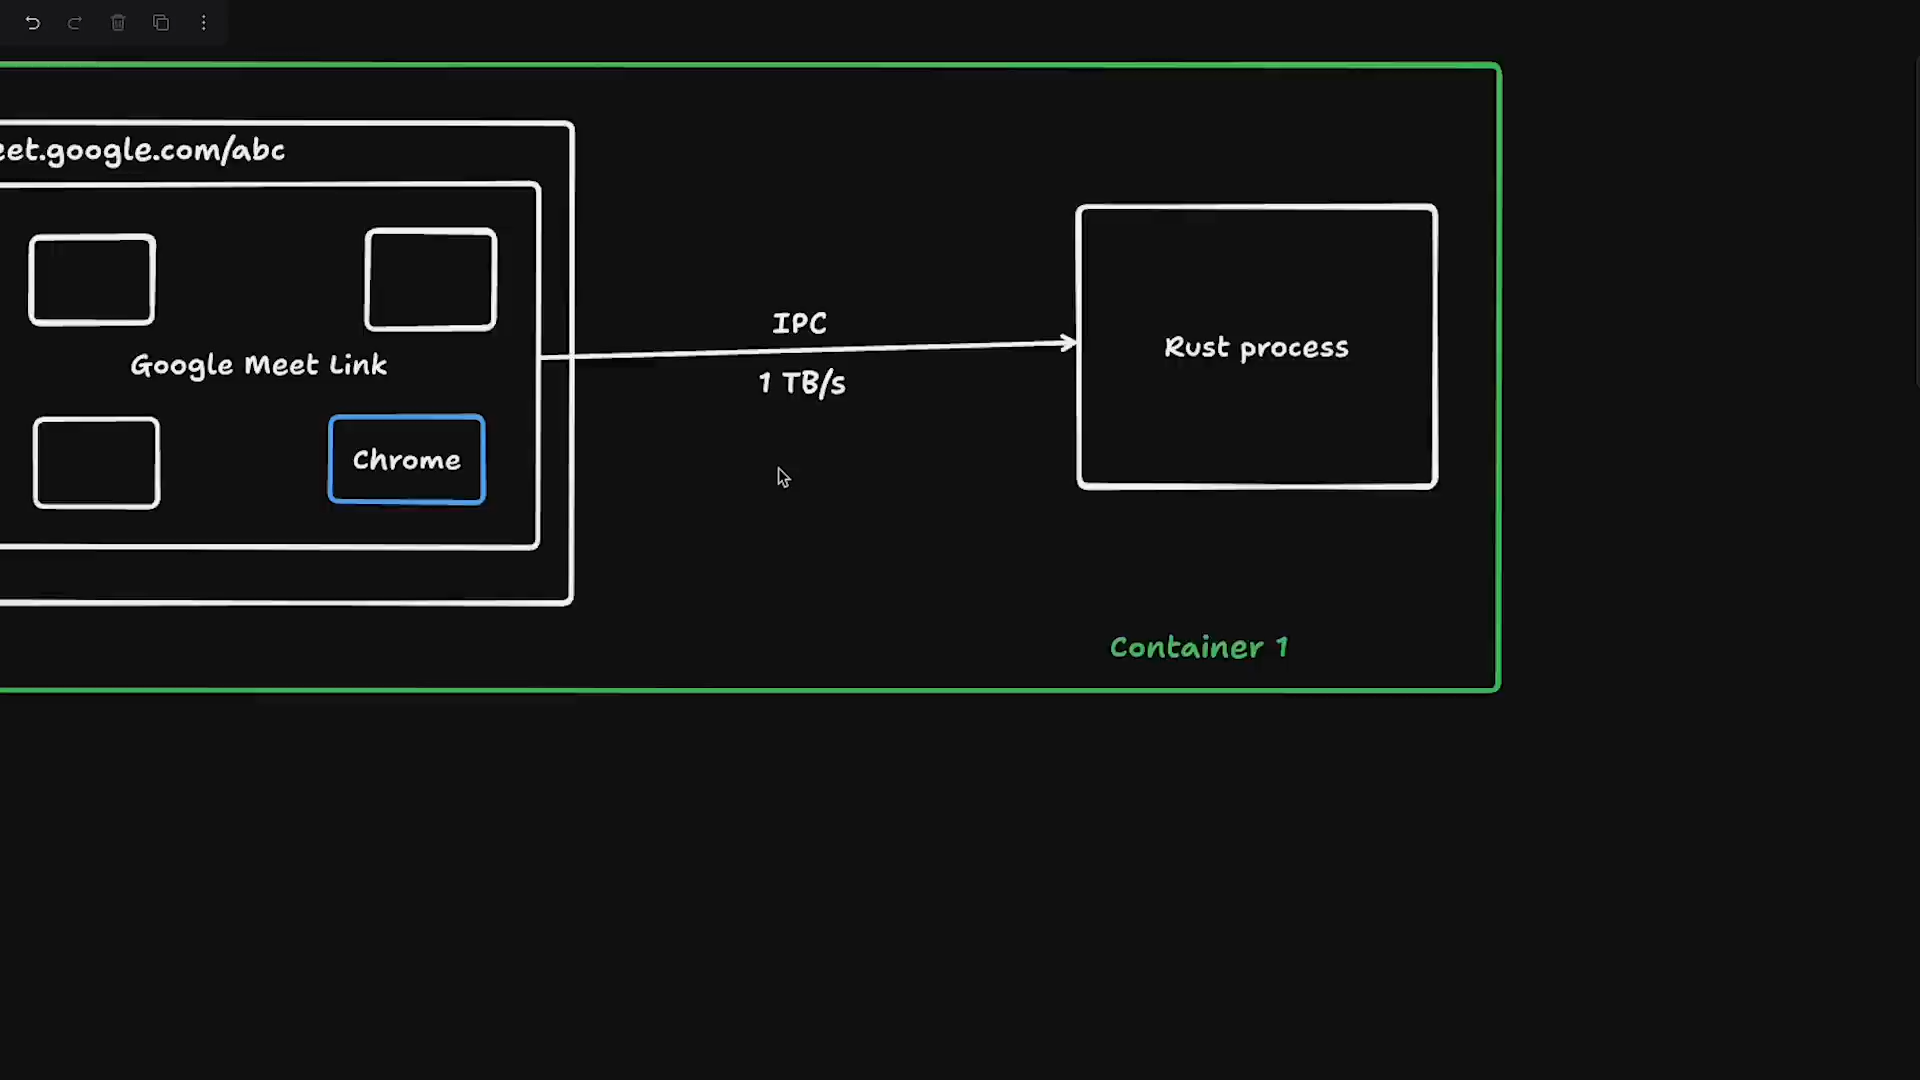 eet.google.com/abc
IPC
Google Meet Link
1 TB/s
Rust process
Chrome
Container 1